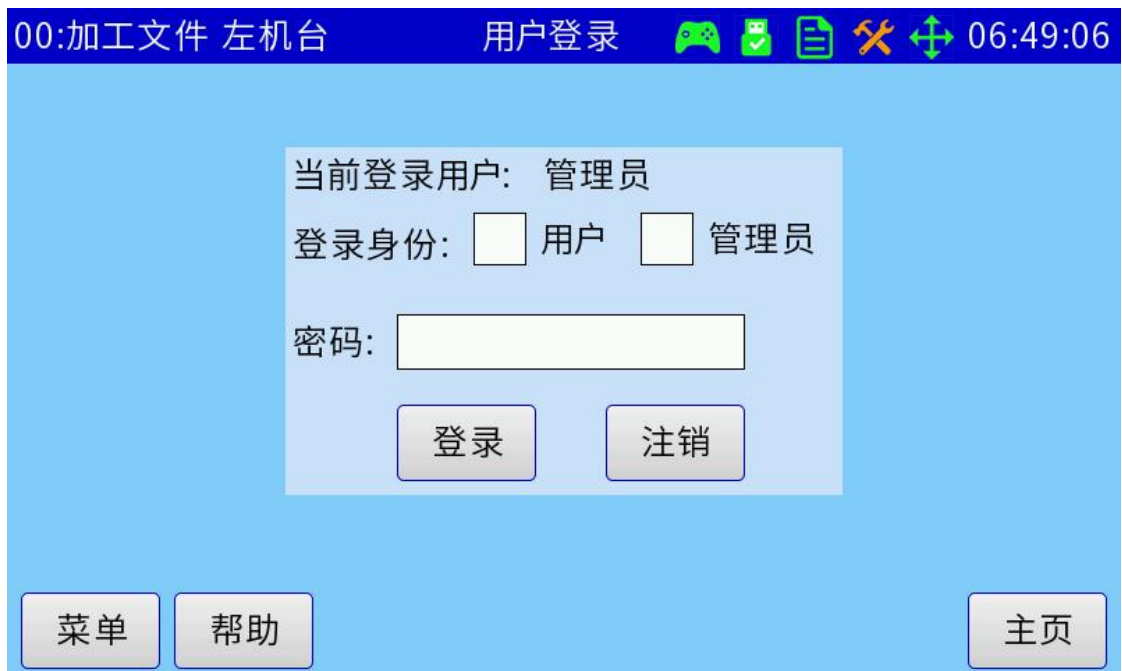 00:加工文件 左机台 用户登录 06:49:06
当前登录用户: 管理员
登录身份: 用户 管理员
密码:
登录 注销
菜单 帮助 主页